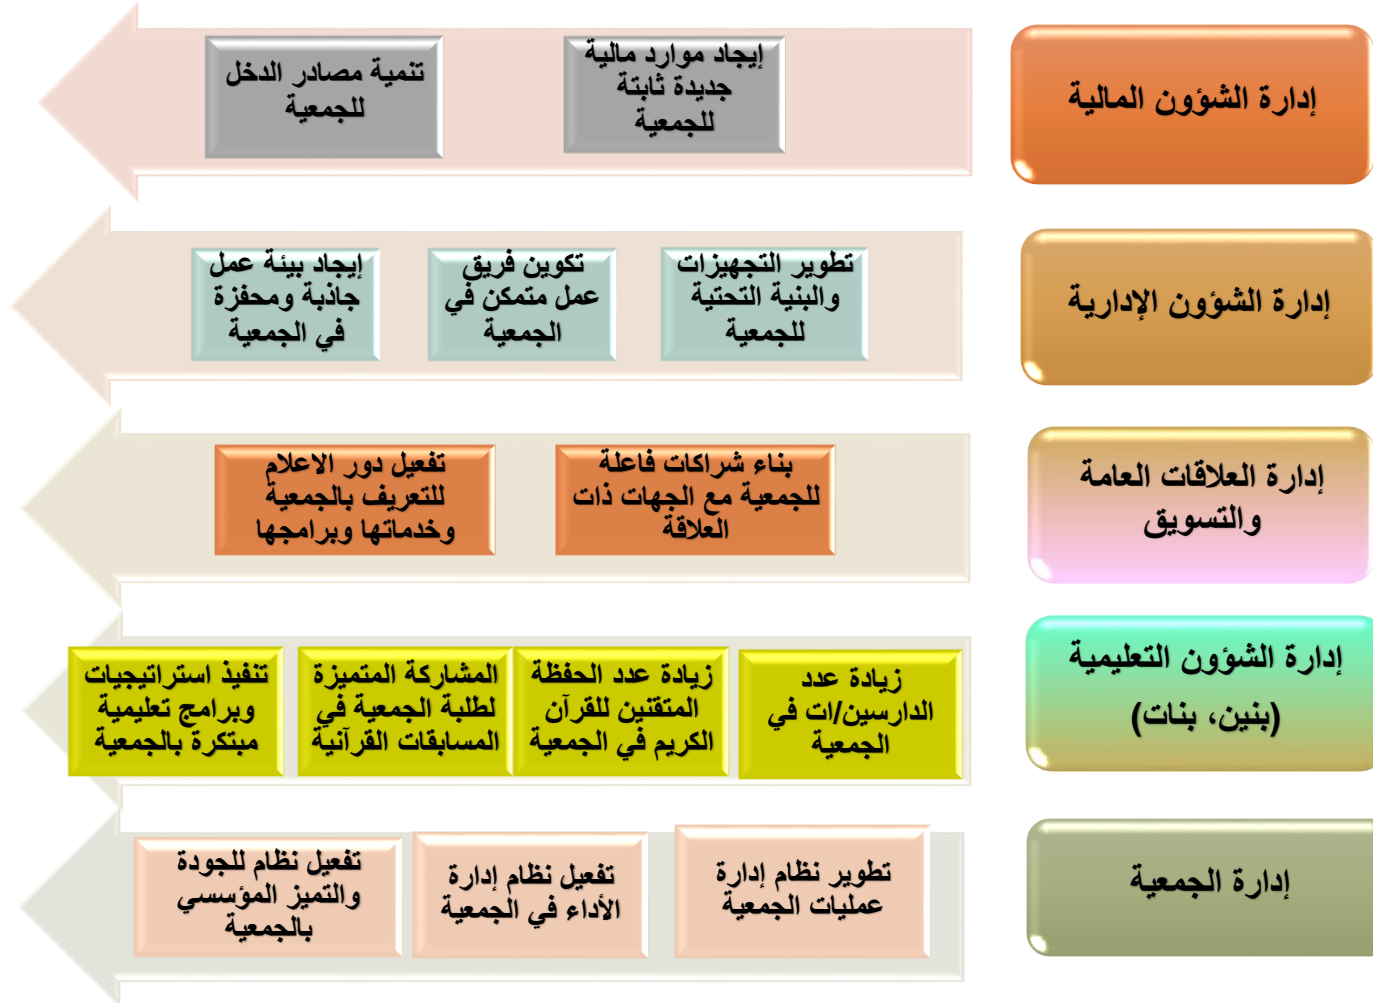 إدارة الشؤون المالية
إيجاد موارد مالية
جديدة ثابتة
للجمعية
تنمية مصادر الدخل
للجمعية
إدارة الشؤون الإدارية
تطوير التجهيزات
والبنية التحتية
للجمعية
تكوين فريق
عمل متمكن في
الجمعية
إيجاد بيئة عمل
جاذبة ومحفزة
في الجمعية
إدارة العلاقات العامة
والتسويق
بناء شراكات فاعلة
للجمعية مع الجهات ذات
العلاقة
تفعيل دور الاعلام
للتعريف بالجمعية
وخدماتها وبرامجها
إدارة الشؤون التعليمية
(بنين، بنات)
زيادة عدد
الدارسين/ات في
الجمعية
زيادة عدد الحفظة
المتقنين للقرآن
الكريم في الجمعية
المشاركة المتميزة
لطلبة الجمعية في
المسابقات القرآنية
تنفيذ استراتيجيات
وبرامج تعليمية
مبتكرة بالجمعية
إدارة الجمعية
تطوير نظام إدارة
عمليات الجمعية
تفعيل نظام إدارة
الأداء في الجمعية
تفعيل نظام للجودة
والتميز المؤسسي
بالجمعية